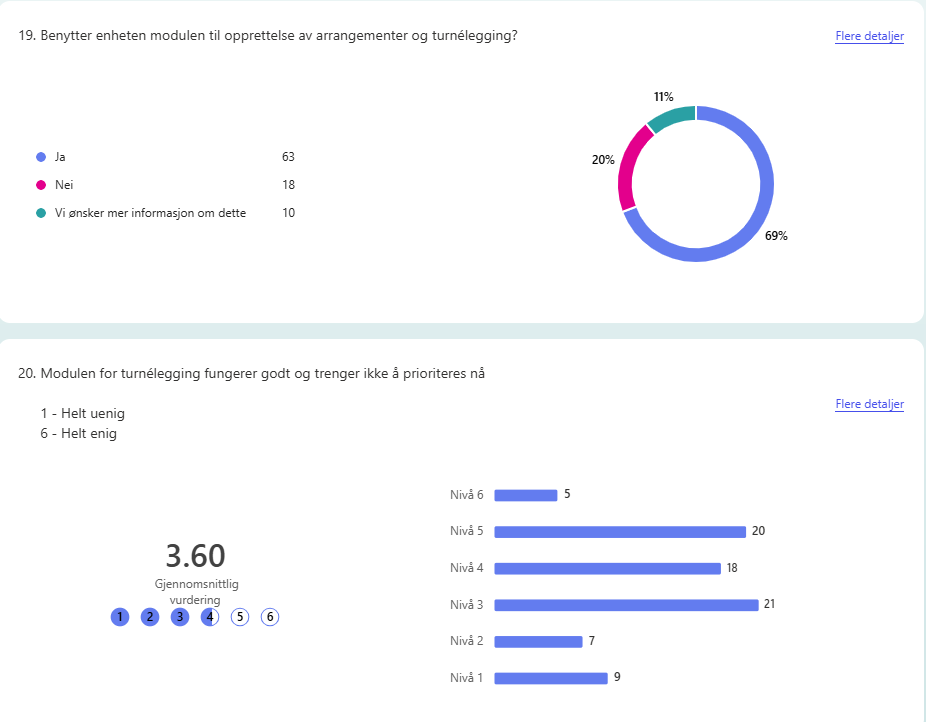 19. Benytter enheten modulen til opprettelse av arrangementer og turnélegging?
Flere detaljer
Ja 63
Nei 18
Vi ønsker mer informasjon om dette 10
11%
20%
69%
20. Modulen for turnélegging fungerer godt og trenger ikke å prioriteres nå
1 - Helt uenig
6 - Helt enig
Flere detaljer
3.60
Gjennomsnittlig
vurdering
1 2 3 4 5 6
Nivå 6 5
Nivå 5 20
Nivå 4 18
Nivå 3 21
Nivå 2 7
Nivå 1 9